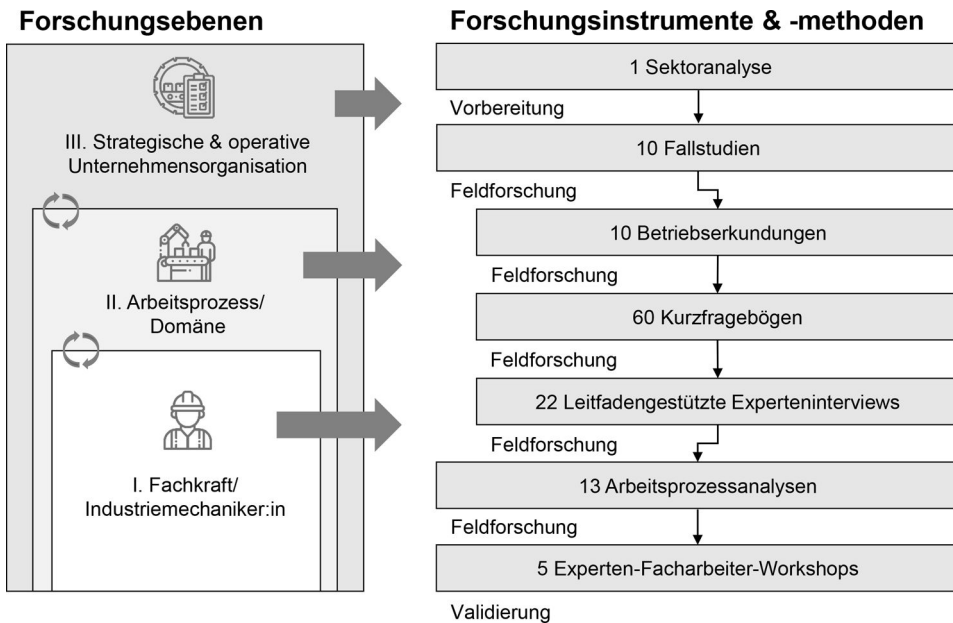 Forschungsebenen
III. Strategische & operative
Unternehmensorganisation
II. Arbeitsprozess/
Domäne
I. Fachkraft/
Industriemechaniker:in
Forschungsinstrumente & -methoden
1 Sektoranalyse
Vorbereitung
10 Fallstudien
Feldforschung
10 Betriebserkundungen
Feldforschung
60 Kurzfragebögen
Feldforschung
22 Leitfadengestützte Experteninterviews
Feldforschung
13 Arbeitsprozessanalysen
Feldforschung
5 Experten-Facharbeiter-Workshops
Validierung